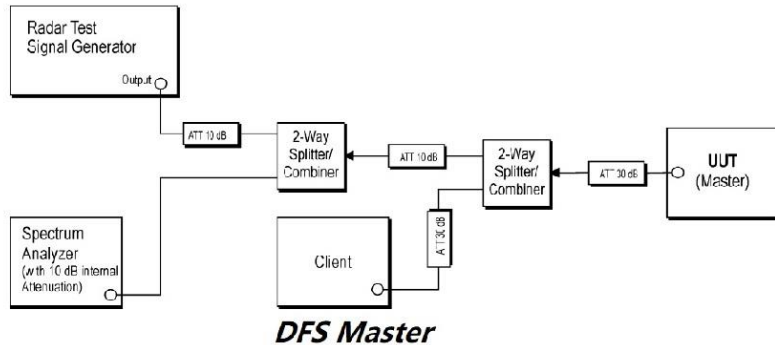 Radar Test
Signal Generator
Output
ATT 10 dB
2-Way
Splitter/
Combiner
ATT 10 dB
2-Way
Splitter/
Combiner
ATT 30 dB
UUT
(Master)
Spectrum
Analyzer
(with 10 dB internal
Attenuation)
Client
ATT 30 dB
DFS Master